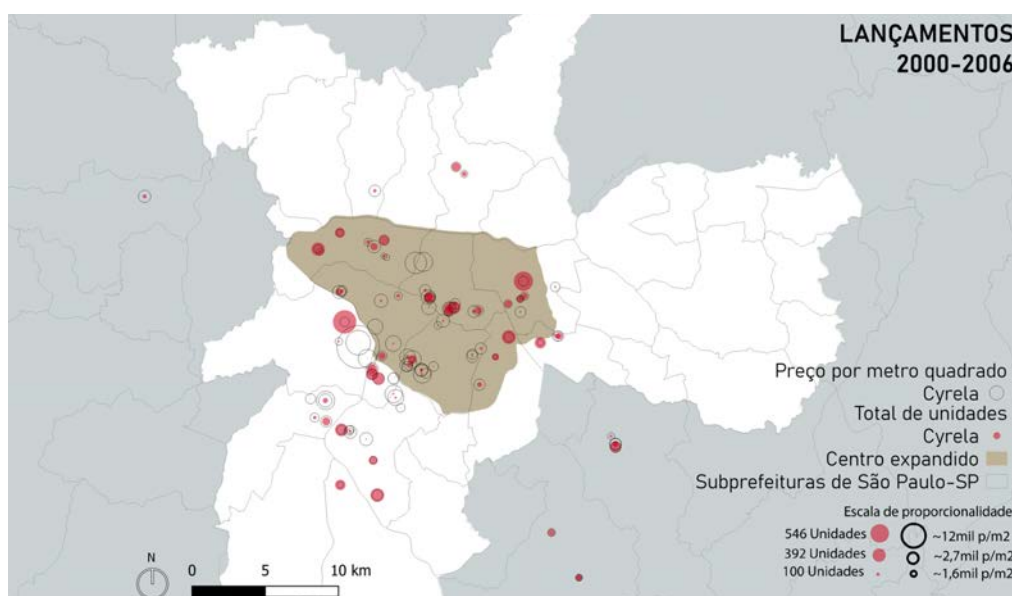 LANÇAMENTOS
2000-2006
Preço por metro quadrado
Cyrela
Total de unidades
Cyrela
Centro expandido
Subprefeituras de São Paulo-SP
Escala de proporcionalidade
546 Unidades ~12mil p/m2
392 Unidades ~2,7mil p/m2
100 Unidades ~1,6mil p/m2
N
0 5 10 km